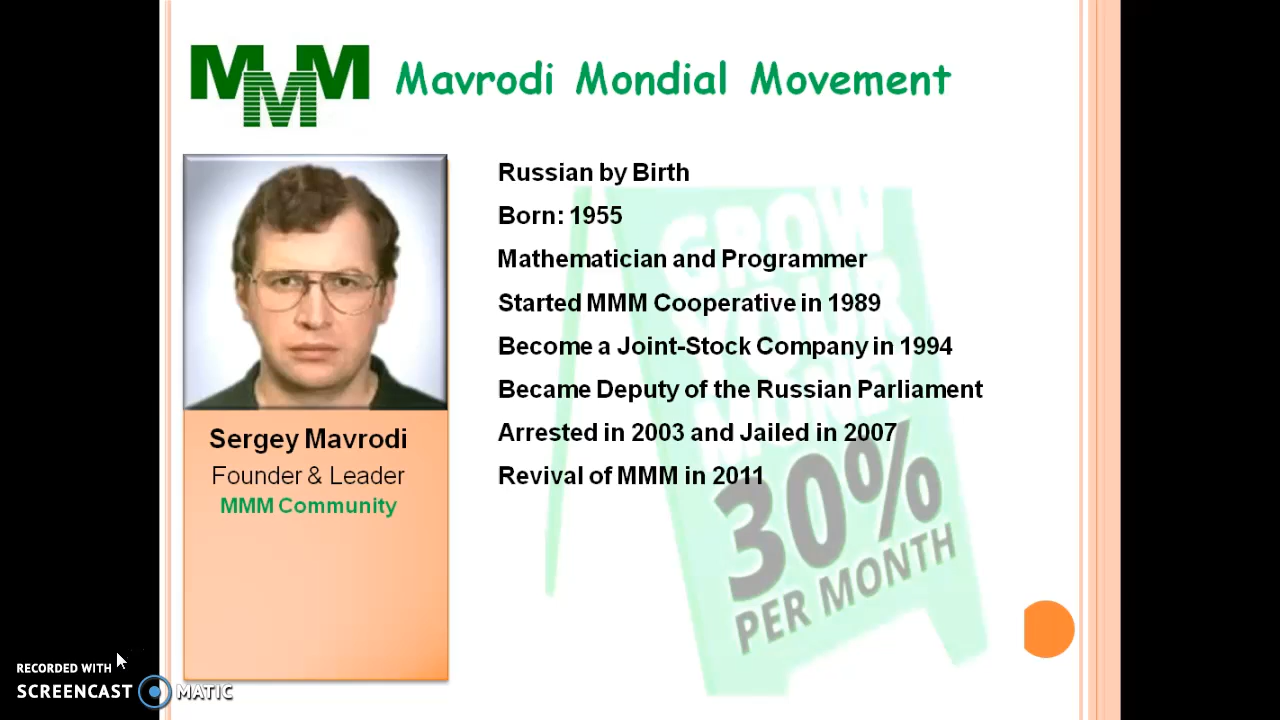 MMM Mavrodi Mondial Movement
Russian by Birth
Born: 1955
Mathematician and Programmer
Started MMM Cooperative in 1989
Become a Joint-Stock Company in 1994
Became Deputy of the Russian Parliament
Arrested in 2003 and Jailed in 2007
Revival of MMM in 2011
Sergey Mavrodi
Founder & Leader
MMM Community
GROW
YOUR
30%
PER MONTH
RECORDED WITH
SCREENCAST MATIC